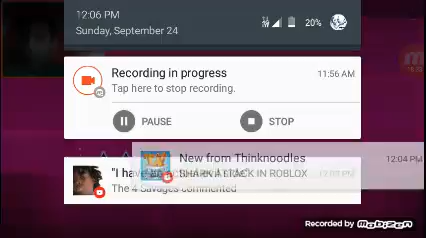 12:06 PM
Sunday, September 24
20%
Recording in progress
11:56 AM
Tap here to stop recording.
PAUSE
STOP
New from Thinknoodles
12:04 PM
SHARK ATTACK IN ROBLOX
"I have
The 4 Savages commented
Recorded by Mobizen